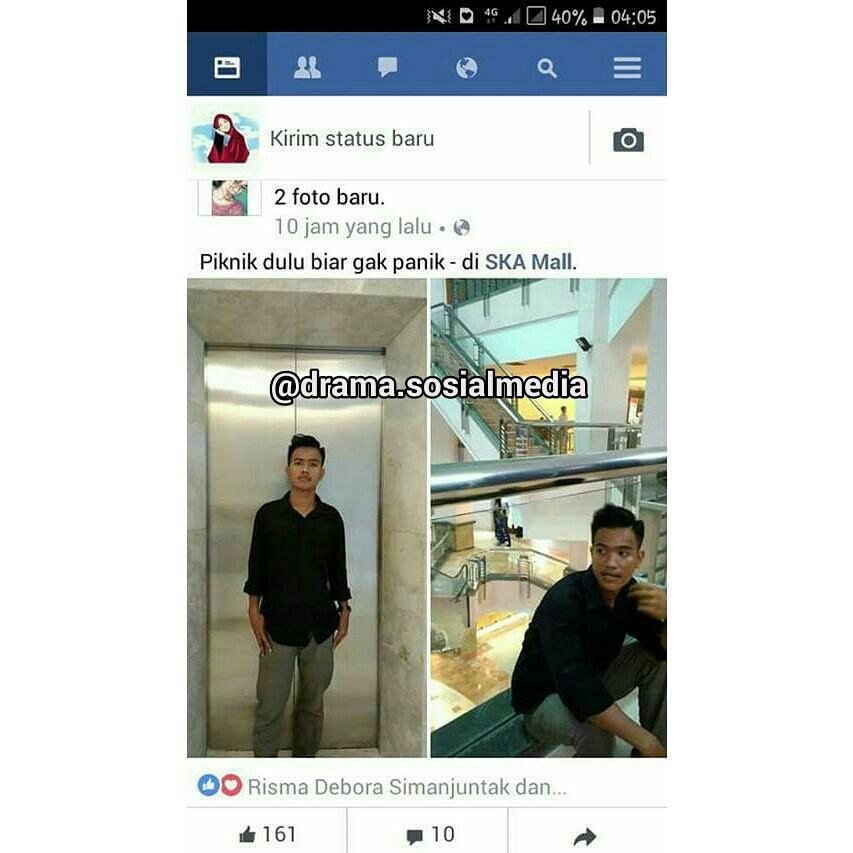 4G 40% 04:05
Kirim status baru
2 foto baru.
10 jam yang lalu •
Piknik dulu biar gak panik - di SKA Mall.
@drama.sosialmedia
Risma Debora Simanjuntak dan...
161 10